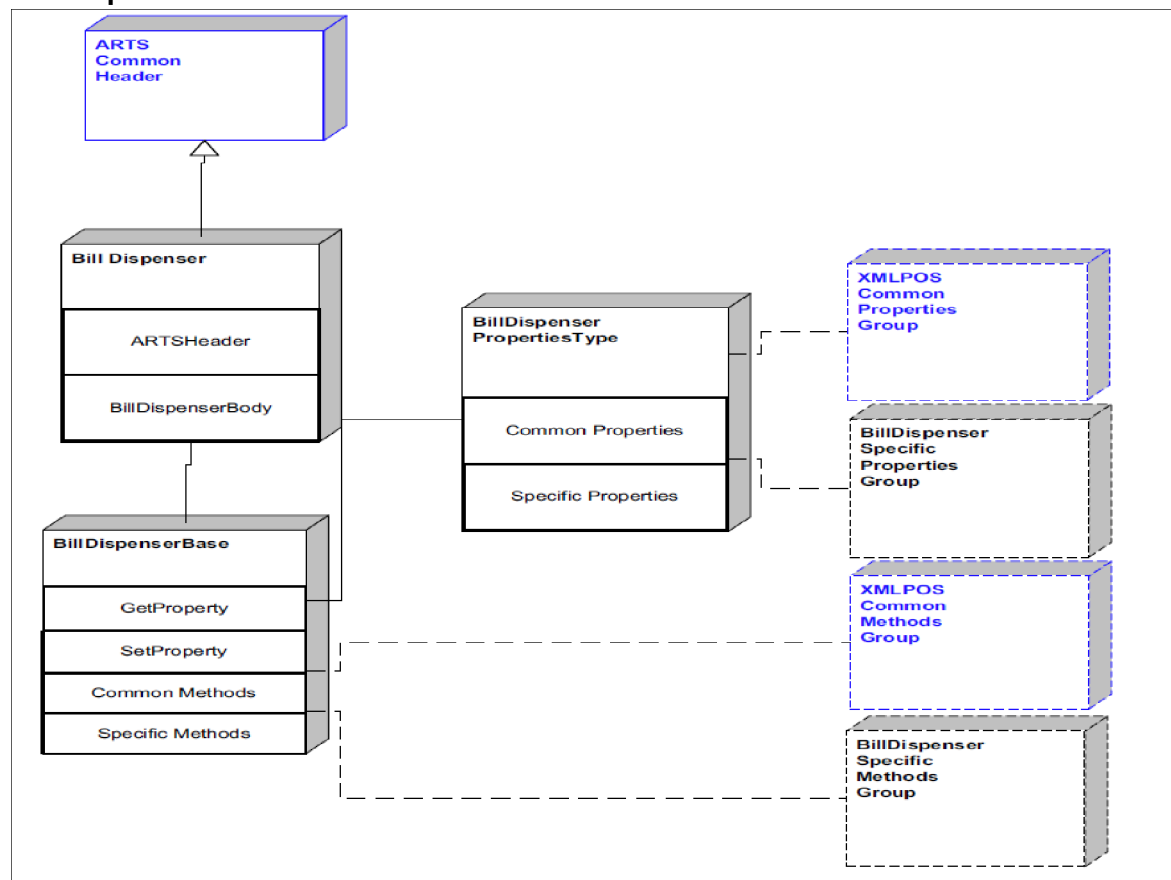 ARTS
Common
Header
Bill Dispenser
ARTSHeader
BillDispenserBody
BillDispenser
PropertiesType
Common Properties
Specific Properties
XMLPOS
Common
Properties
Group
BillDispenser
Specific
Properties
Group
BillDispenserBase
GetProperty
SetProperty
Common Methods
Specific Methods
XMLPOS
Common
Methods
Group
BillDispenser
Specific
Methods
Group